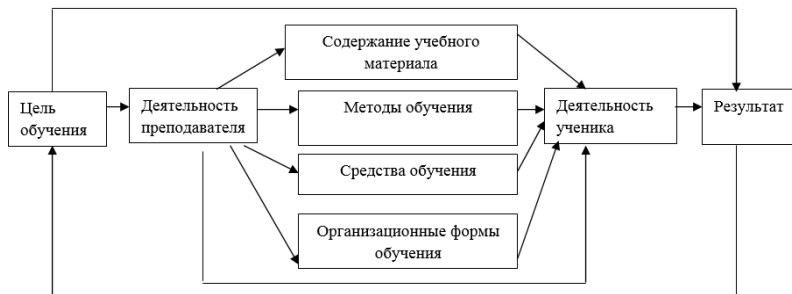 Содержание учебного
материала
Цель
обучения
Деятельность
преподавателя
Методы обучения
Деятельность
ученика
Результат
Средства обучения
Организационные формы
обучения